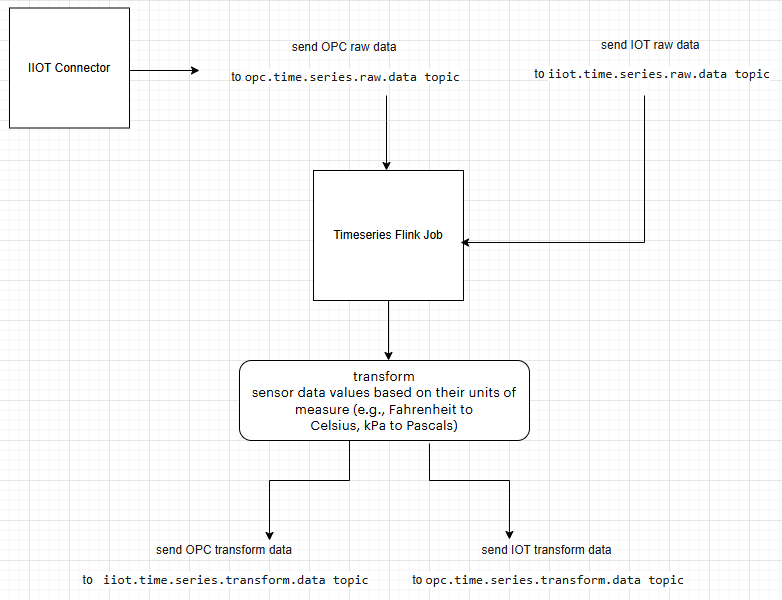 IIOT Connector
send OPC raw data
to opc.time.series.raw.data topic
send IOT raw data
to iiot.time.series.raw.data topic
Timeseries Flink Job
transform
sensor data values based on their units of
measure (e.g., Fahrenheit to
Celsius, kPa to Pascals)
send OPC transform data
to iiot.time.series.transform.data topic
send IOT transform data
to opc.time.series.transform.data topic